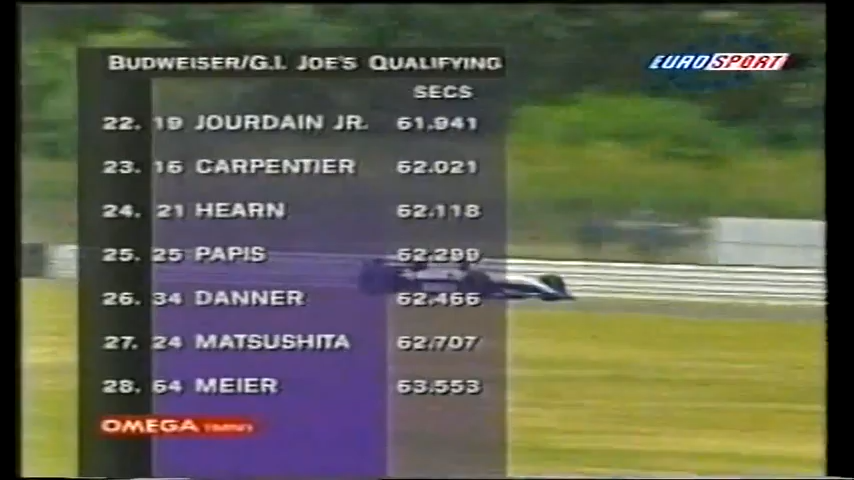 BUDWEISER/G.I. JOE'S QUALIFYING
EUROSPORT
SECS
22. 19 JOURDAIN JR. 61.941
23. 16 CARPENTIER 62.021
24. 21 HEARN 62.118
25. 25 PAPIS 62.299
26. 34 DANNER 62.466
27. 24 MATSUSHITA 62.707
28. 64 MEIER 63.553
OMEGA TIMING